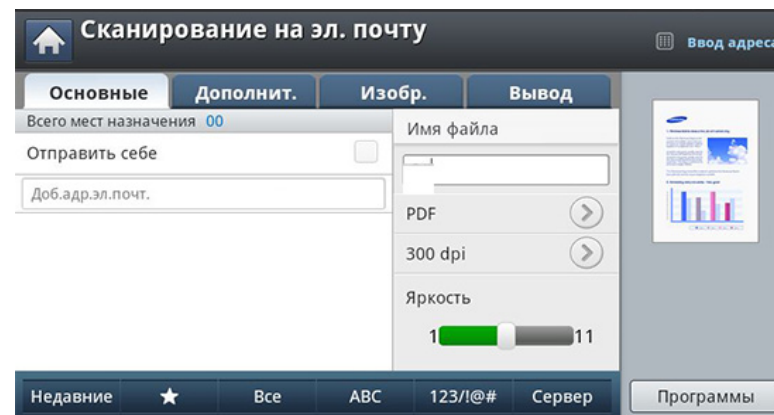 Сканирование на эл. почту
Ввод адреса
Основные Дополнит. Изобр. Вывод
Всего мест назначения 00
Отправить себе
Доб.адр.эл.почт.
Имя файла
PDF
300 dpi
Яркость
1 11
Недавние ★ Все ABC 123/!@# Сервер
Программы